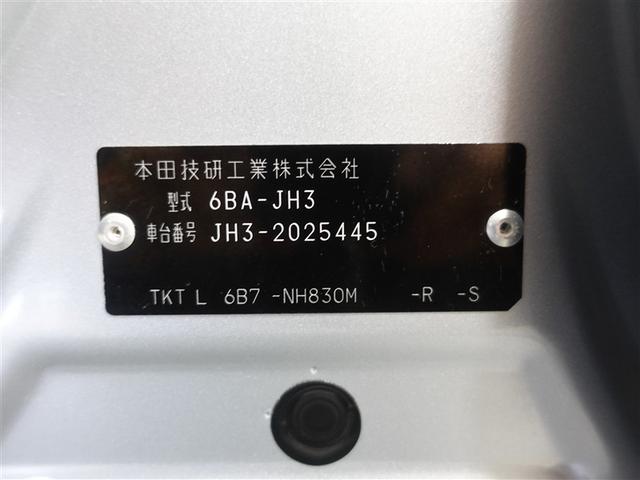 本田技研工業株式会社
型式 6BA-JH3
車台番号 JH3-2025445
TKT L 6B7 -NH830M -R -S